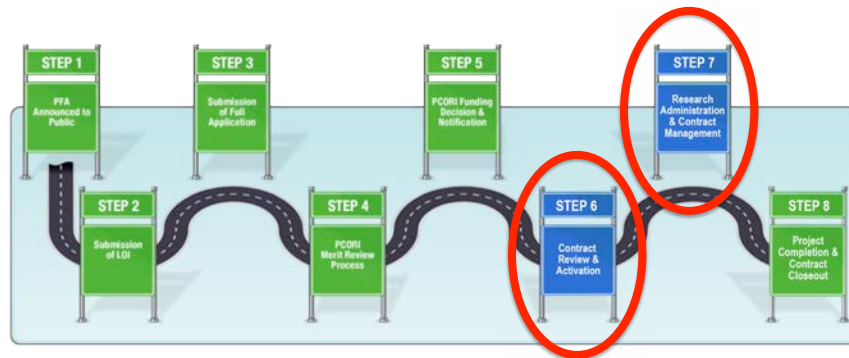 STEP 1
PFA
Announced to
Public
STEP 2
Submission
of LOI
STEP 3
Submission
of Full
Application
STEP 4
PCORI
Merit Review
Process
STEP 5
PCORI Funding
Decision &
Notification
STEP 6
Contract
Review &
Activation
STEP 7
Research
Administration
& Contract
Management
STEP 8
Project
Completion &
Contract
Closeout